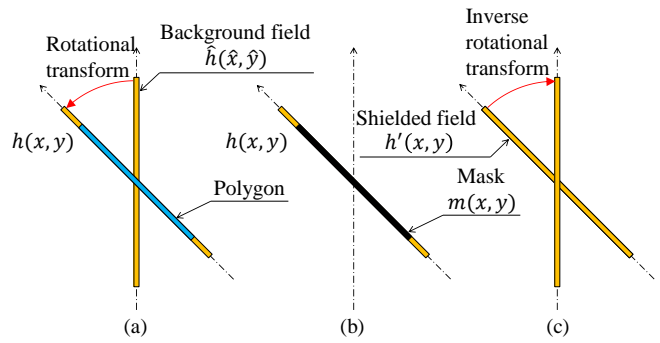 Rotational
transform
Background field
ĥ(x̂, ŷ)
h(x, y)
Polygon
(a)
h(x, y)
Mask
m(x, y)
(b)
Inverse
rotational
transform
Shielded field
h′(x, y)
(c)